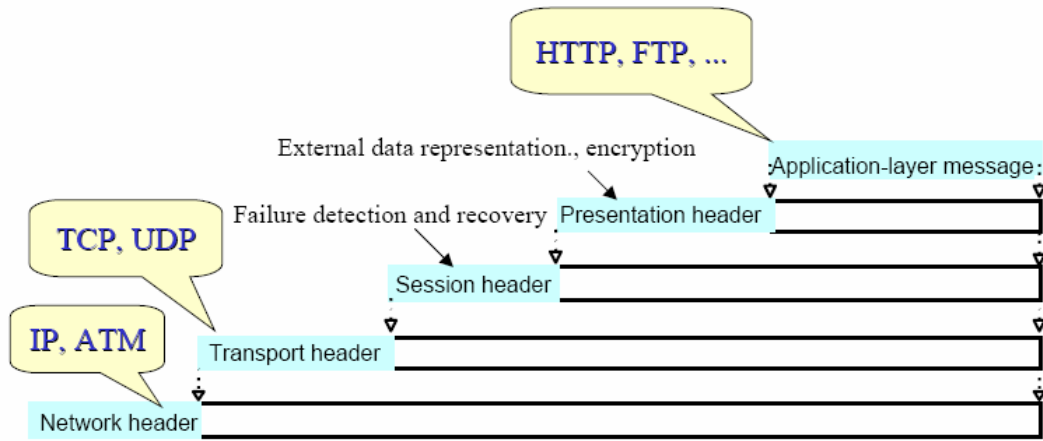 HTTP, FTP, ...
External data representation., encryption
Application-layer message
Failure detection and recovery
Presentation header
TCP, UDP
Session header
IP, ATM
Transport header
Network header